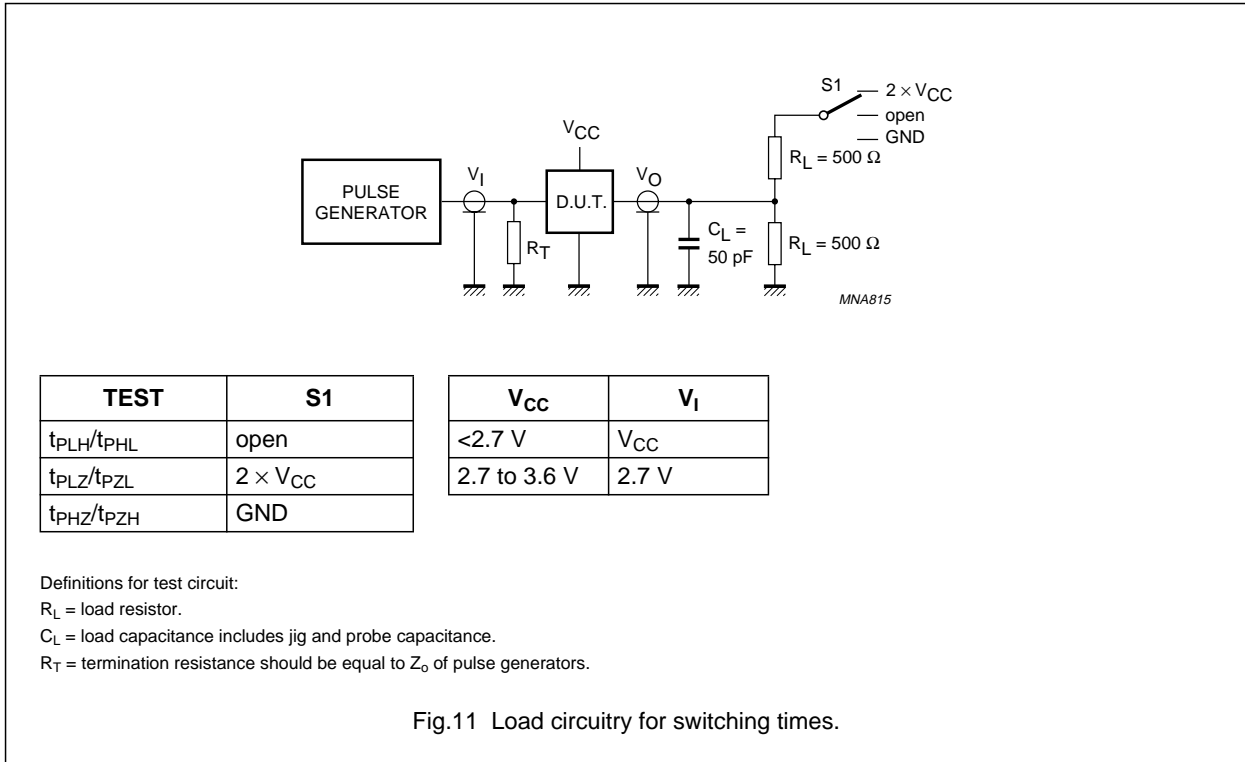 S1
2 × VCC
open
GND
VCC
RL = 500 Ω
PULSE
GENERATOR
VI
D.U.T.
VO
RT
CL =
50 pF
RL = 500 Ω
MNA815
TEST S1
tPLH/tPHL open
tPLZ/tPZL 2 × VCC
tPHZ/tPZH GND
VCC VI
<2.7 V VCC
2.7 to 3.6 V 2.7 V
Definitions for test circuit:
RL = load resistor.
CL = load capacitance includes jig and probe capacitance.
RT = termination resistance should be equal to Zo of pulse generators.
Fig.11 Load circuitry for switching times.